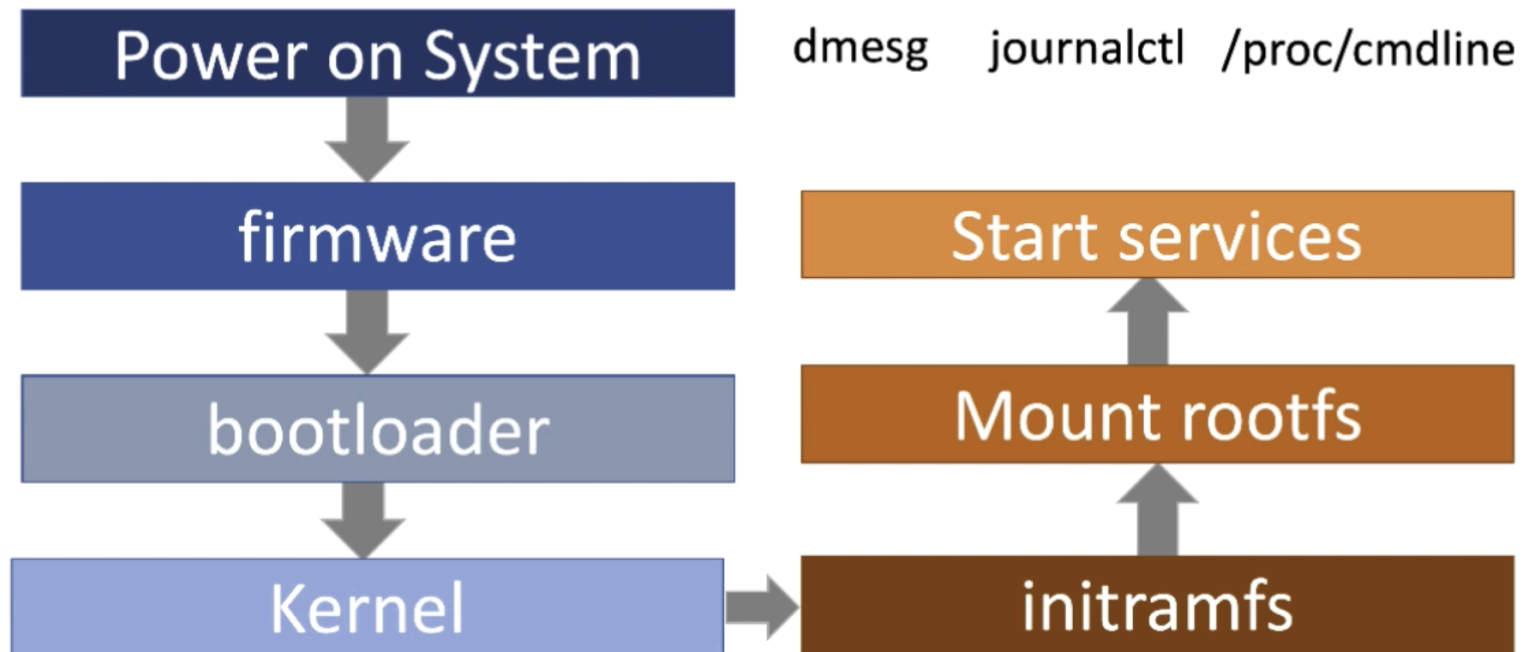 Power on System
dmesg journalctl /proc/cmdline
firmware
bootloader
Kernel
initramfs
Mount rootfs
Start services